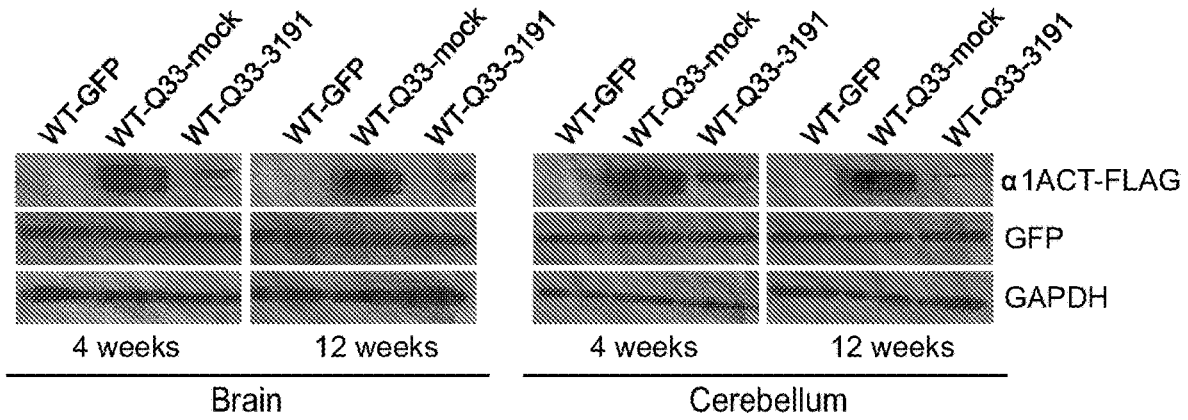 WT-GFP
WT-Q33-mock
WT-Q33-3191
WT-GFP
WT-Q33-mock
WT-Q33-3191
WT-GFP
WT-Q33-mock
WT-Q33-3191
WT-GFP
WT-Q33-mock
WT-Q33-3191
α1ACT-FLAG
GFP
GAPDH
4 weeks
12 weeks
4 weeks
12 weeks
Brain
Cerebellum